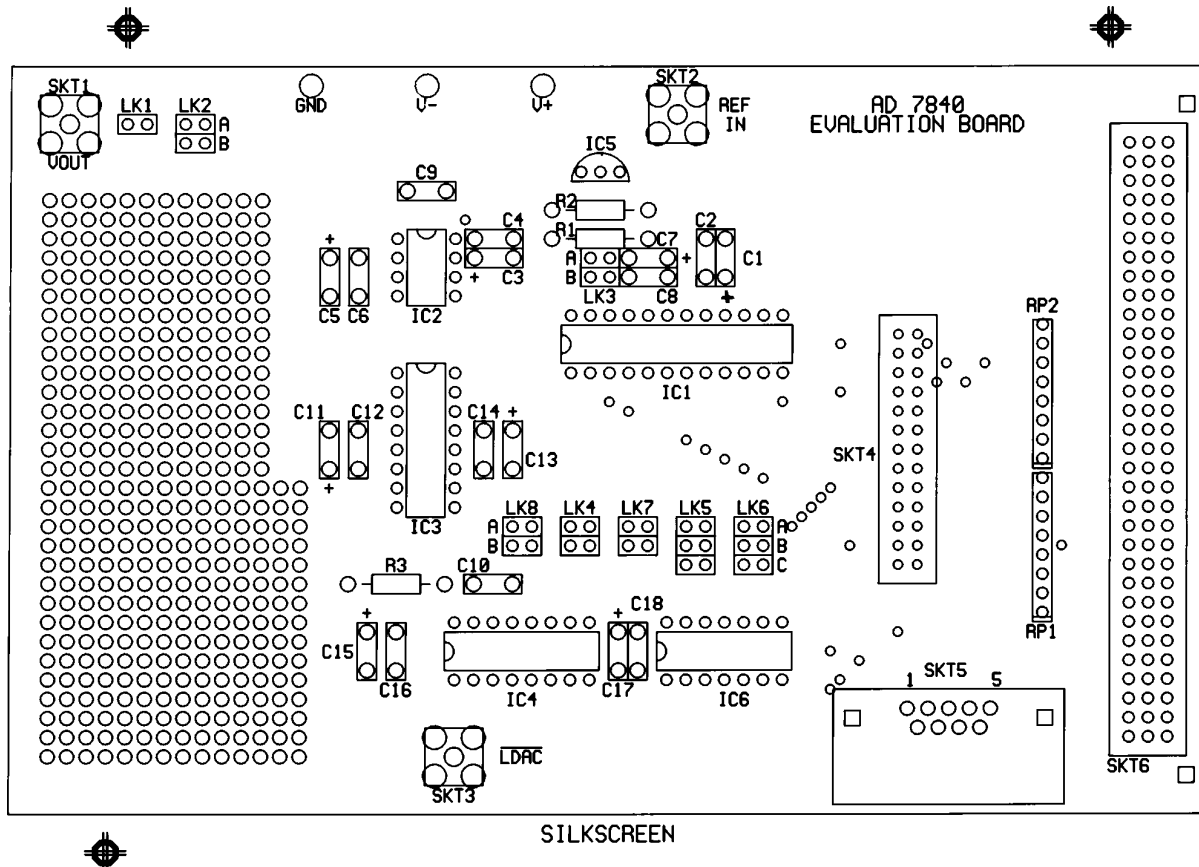 SKT1
LK1
LK2
A
B
VOUT
GND
V-
V+
SKT2
REF
IN
AD 7840
EVALUATION BOARD
IC5
C9
R2
R1
C4
C3
+
+
C5
C6
IC2
C7
C8
A
B
LK3
+
C2
C1
+
IC1
RP2
C11
C12
+
IC3
C14
+
C13
SKT4
LK8
LK4
LK7
LK5
LK6
A
B
A
B
C
R3
C10
+
C15
C16
IC4
+
C18
C17
IC6
RP1
SKT5
1
5
LDAC
SKT3
SKT6
SILKSCREEN